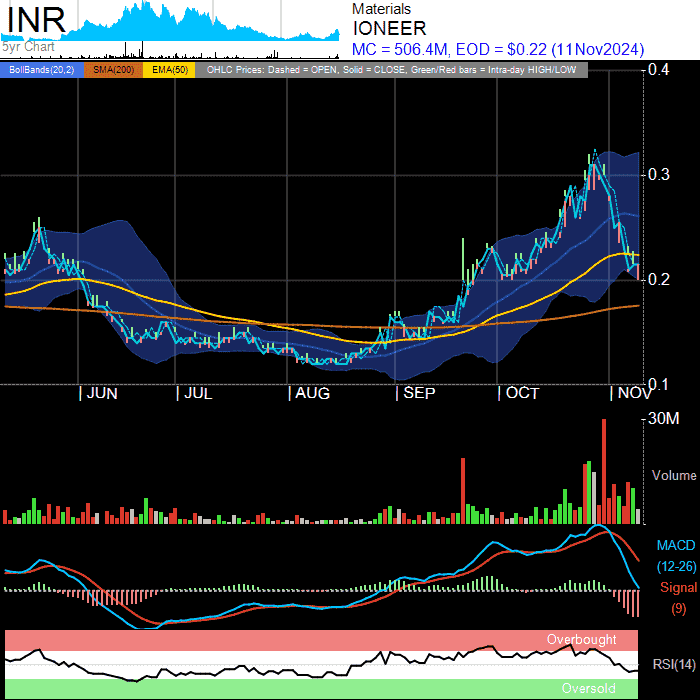 INR
5yr Chart
Materials
IONEER
MC = 506.4M, EOD = $0.22 (11Nov2024)
BollBands(20,2) SMA(200) EMA(50) OHLC Prices: Dashed = OPEN, Solid = CLOSE, Green/Red bars = Intra-day HIGH/LOW
0.4
0.3
0.2
0.1
JUN JUL AUG SEP OCT NOV
30M
Volume
MACD
(12-26)
Signal
(9)
Overbought
RSI(14)
Oversold